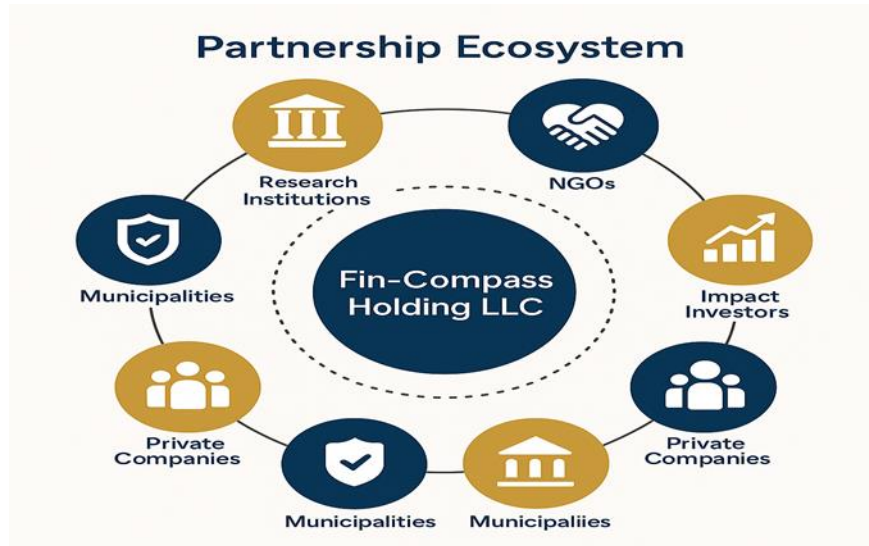 Partnership Ecosystem
Research
Institutions
NGOs
Municipalities
Fin-Compass
Holding LLC
Impact
Investors
Private
Companies
Private
Companies
Municipalities
Municipaliies